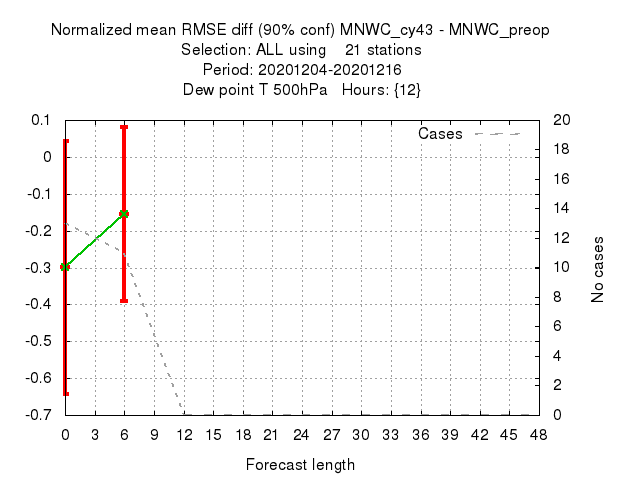 Normalized mean RMSE diff (90% conf) MNWC_cy43 - MNWC_preop
Selection: ALL using    21 stations
Period: 20201204-20201216
Dew point T 500hPa   Hours: {12}
Cases
0.1
0
-0.1
-0.2
-0.3
-0.4
-0.5
-0.6
-0.7
20
18
16
14
12
10
8
6
4
2
0
No cases
0 3 6 9 12 15 18 21 24 27 30 33 36 39 42 45 48
Forecast length